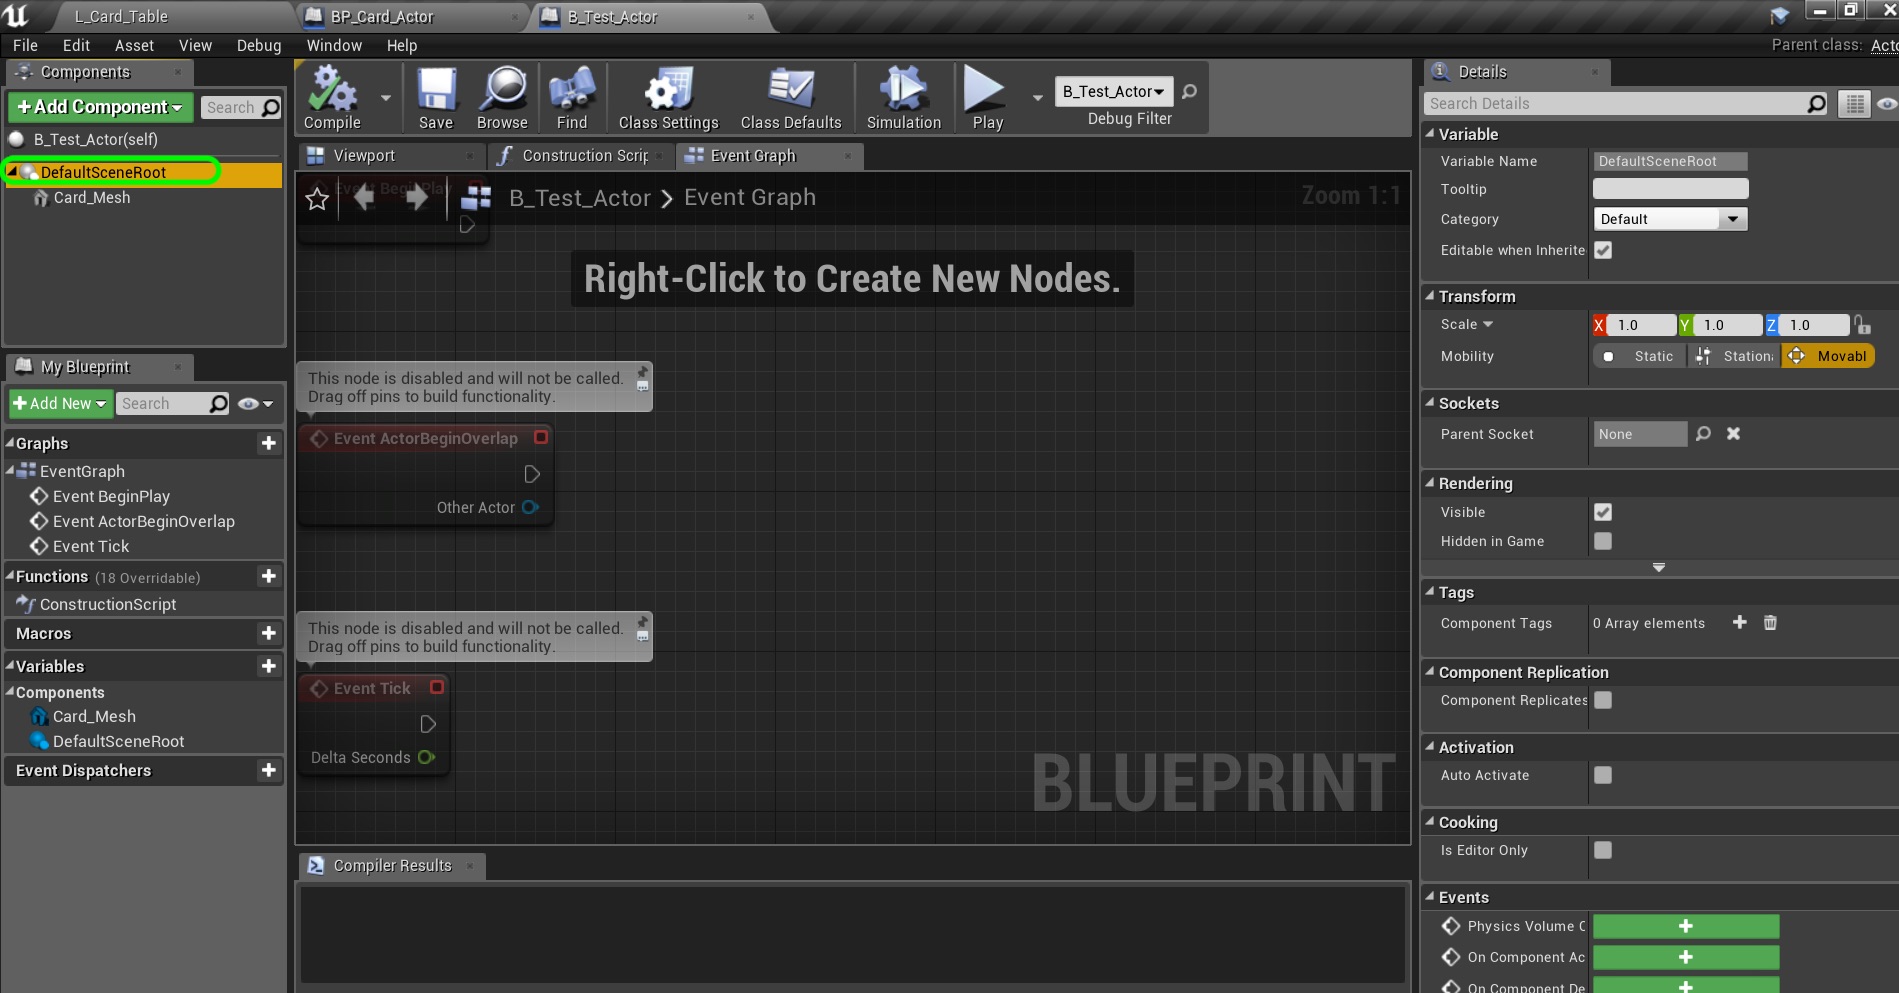 L_Card_Table
BP_Card_Actor
B_Test_Actor
File Edit Asset View Debug Window Help
Parent class: Acto
Components
+Add Component
Search
B_Test_Actor(self)
DefaultSceneRoot
Card_Mesh
My Blueprint
+Add New
Search
Graphs
EventGraph
Event BeginPlay
Event ActorBeginOverlap
Event Tick
Functions (18 Overridable)
ConstructionScript
Macros
Variables
Components
Card_Mesh
DefaultSceneRoot
Event Dispatchers
Compile
Save
Browse
Find
Class Settings
Class Defaults
Simulation
Play
B_Test_Actor
Debug Filter
Viewport
Construction Scrip
Event Graph
Event BeginPlay
B_Test_Actor > Event Graph
Zoom 1:1
Right-Click to Create New Nodes.
This node is disabled and will not be called.
Drag off pins to build functionality.
Event ActorBeginOverlap
Other Actor
This node is disabled and will not be called.
Drag off pins to build functionality.
Event Tick
Delta Seconds
BLUEPRINT
Compiler Results
Details
Search Details
Variable
Variable Name DefaultSceneRoot
Tooltip
Category Default
Editable when Inherite
Transform
Scale X 1.0 Y 1.0 Z 1.0
Mobility Static Stationa Movabl
Sockets
Parent Socket None
Rendering
Visible
Hidden in Game
Tags
Component Tags 0 Array elements
Component Replication
Component Replicates
Activation
Auto Activate
Cooking
Is Editor Only
Events
Physics Volume C
On Component Ac
On Component De